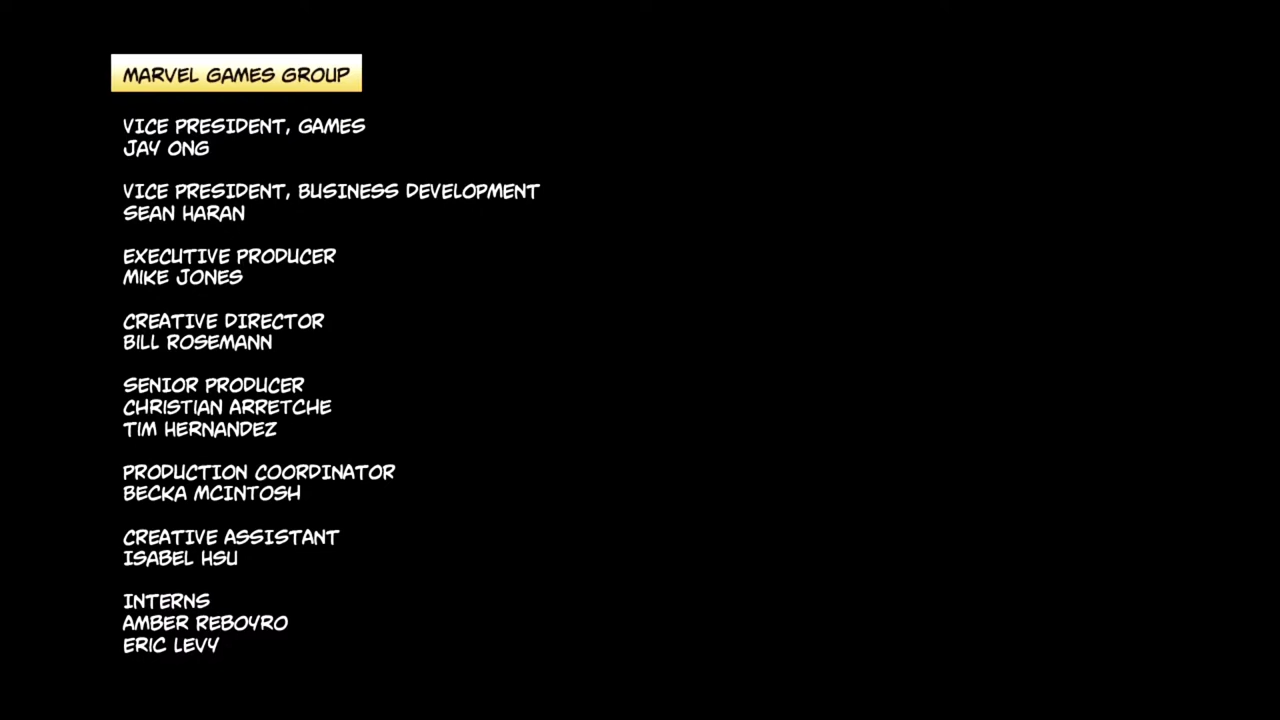 MARVEL GAMES GROUP
VICE PRESIDENT, GAMES
JAY ONG
VICE PRESIDENT, BUSINESS DEVELOPMENT
SEAN HARAN
EXECUTIVE PRODUCER
MIKE JONES
CREATIVE DIRECTOR
BILL ROSEMANN
SENIOR PRODUCER
CHRISTIAN ARRETCHE
TIM HERNANDEZ
PRODUCTION COORDINATOR
BECKA MCINTOSH
CREATIVE ASSISTANT
ISABEL HSU
INTERNS
AMBER REBOYRO
ERIC LEVY